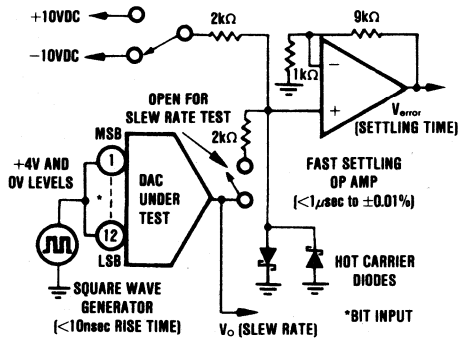 +10VDC
-10VDC
2kΩ
9kΩ
1kΩ
−
+
Verror
(SETTLING TIME)
OPEN FOR
SLEW RATE TEST
2kΩ
MSB
1
+4V AND
0V LEVELS
*
DAC
UNDER
TEST
12
LSB
FAST SETTLING
OP AMP
(<1μsec to ±0.01%)
SQUARE WAVE
GENERATOR
(<10nsec RISE TIME)
HOT CARRIER
DIODES
VO (SLEW RATE)
*BIT INPUT